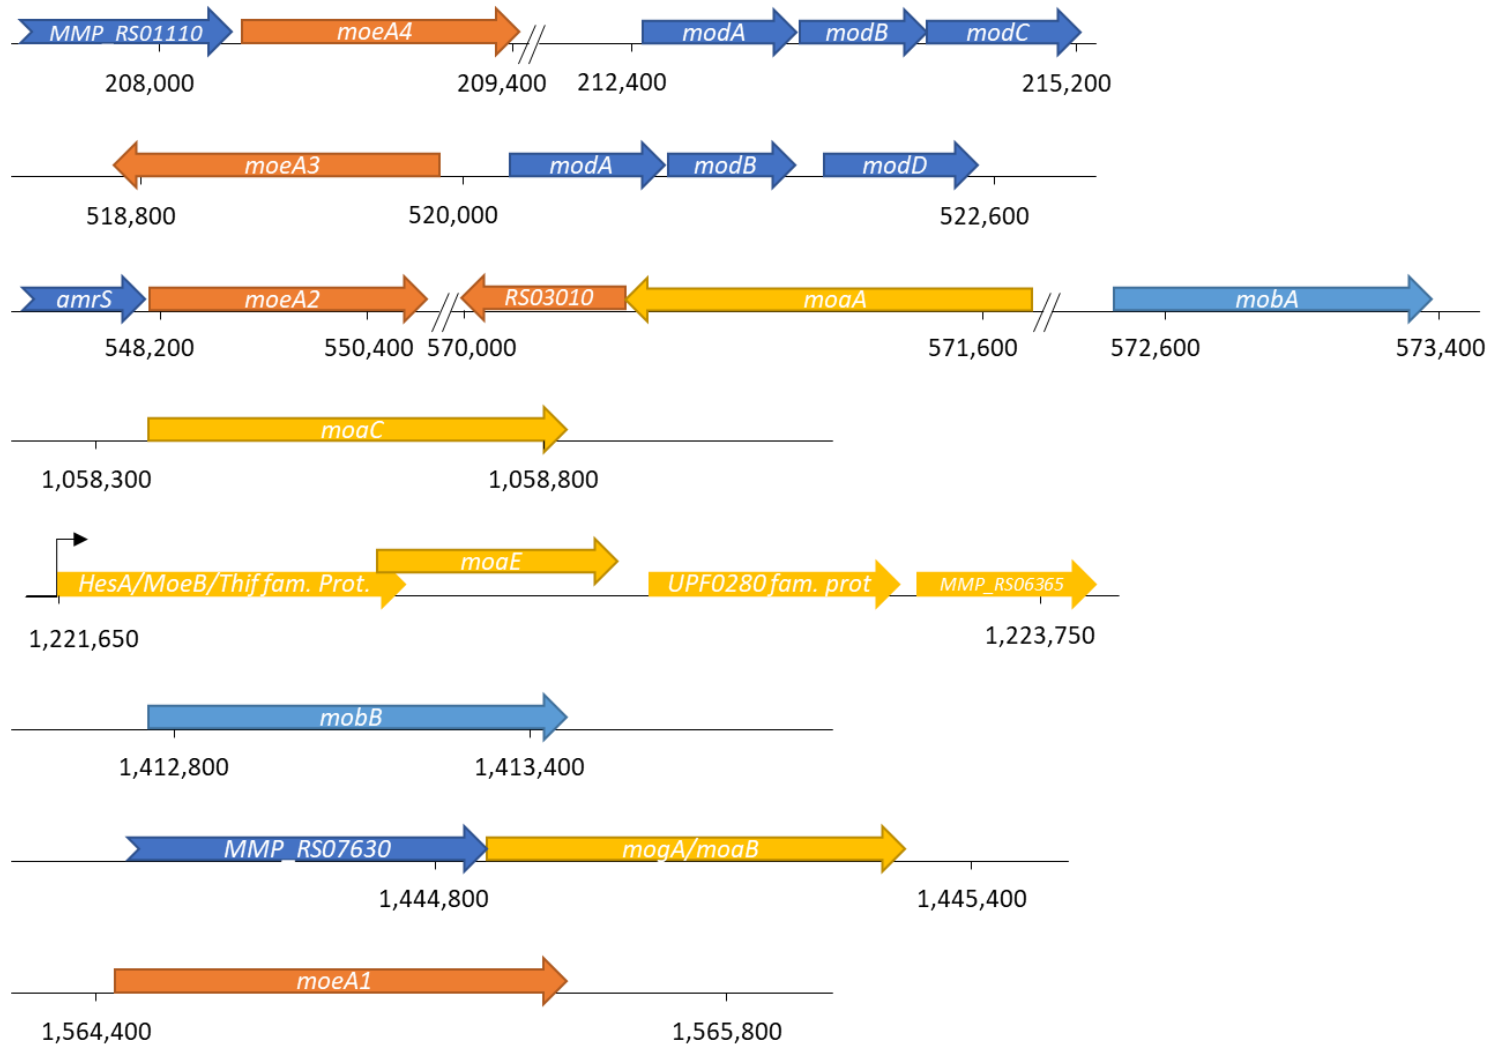 MMP_RS01110 moeA4 modA modB modC
208,000 209,400 212,400 215,200
moeA3 modA modB modD
518,800 520,000 522,600
amrS moeA2 RS03010 moaA mobA
548,200 550,400 570,000 571,600 572,600 573,400
moaC
1,058,300 1,058,800
moaE
HesA/MoeB/Thif fam. Prot. UPF0280 fam. prot MMP_RS06365
1,221,650 1,223,750
mobB
1,412,800 1,413,400
MMP_RS07630 mogA/moaB
1,444,800 1,445,400
moeA1
1,564,400 1,565,800